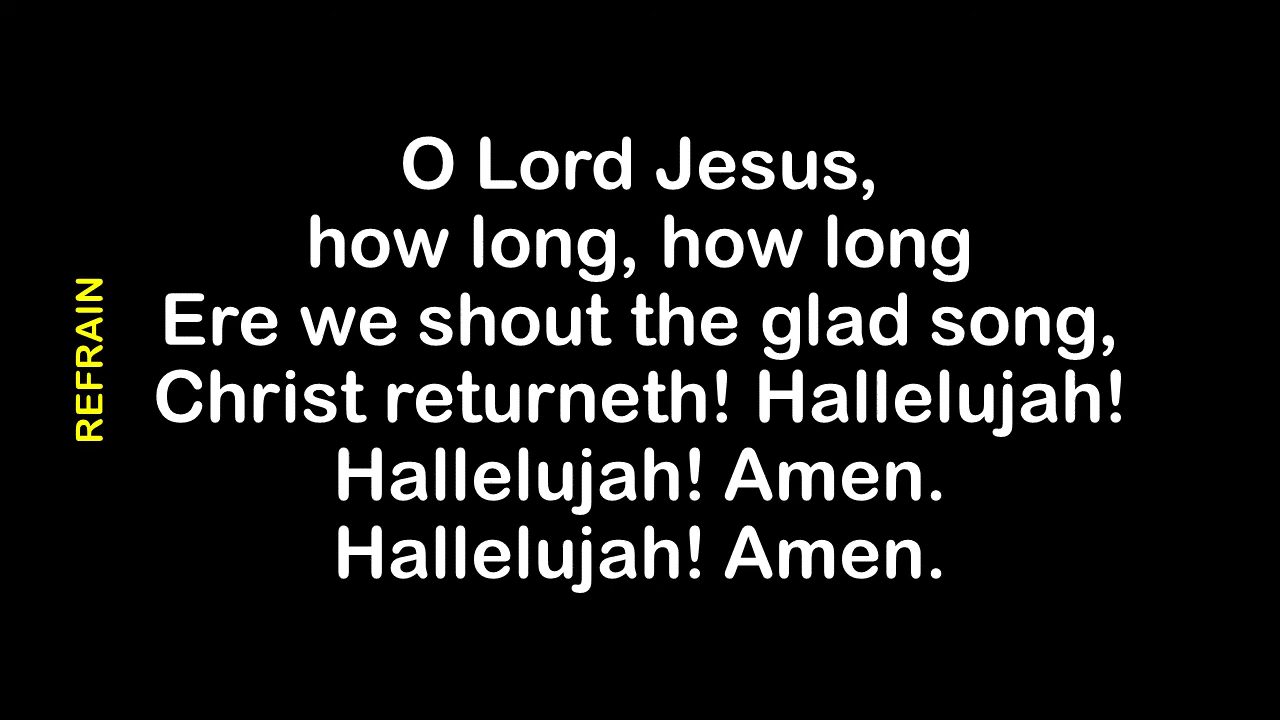 REFRAIN
O Lord Jesus,
how long, how long
Ere we shout the glad song,
Christ returneth! Hallelujah!
Hallelujah! Amen.
Hallelujah! Amen.